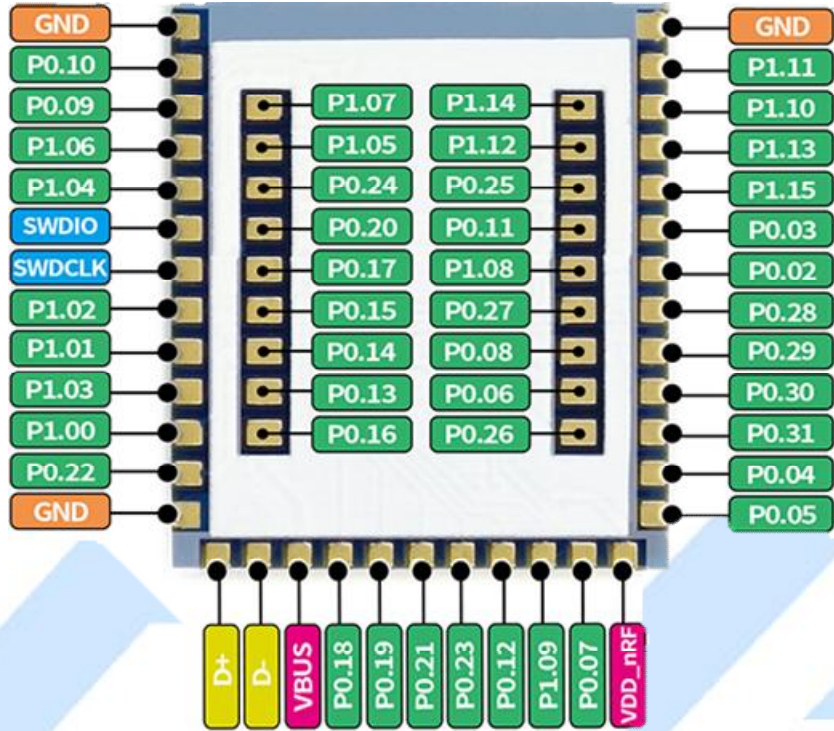 GND
P0.10
P0.09
P1.06
P1.04
SWDIO
SWDCLK
P1.02
P1.01
P1.03
P1.00
P0.22
GND
P1.07
P1.05
P0.24
P0.20
P0.17
P0.15
P0.14
P0.13
P0.16
P1.14
P1.12
P0.25
P0.11
P1.08
P0.27
P0.08
P0.06
P0.26
GND
P1.11
P1.10
P1.13
P1.15
P0.03
P0.02
P0.28
P0.29
P0.30
P0.31
P0.04
P0.05
D+
D-
VBUS
P0.18
P0.19
P0.21
P0.23
P0.12
P1.09
P0.07
VDD_nRF